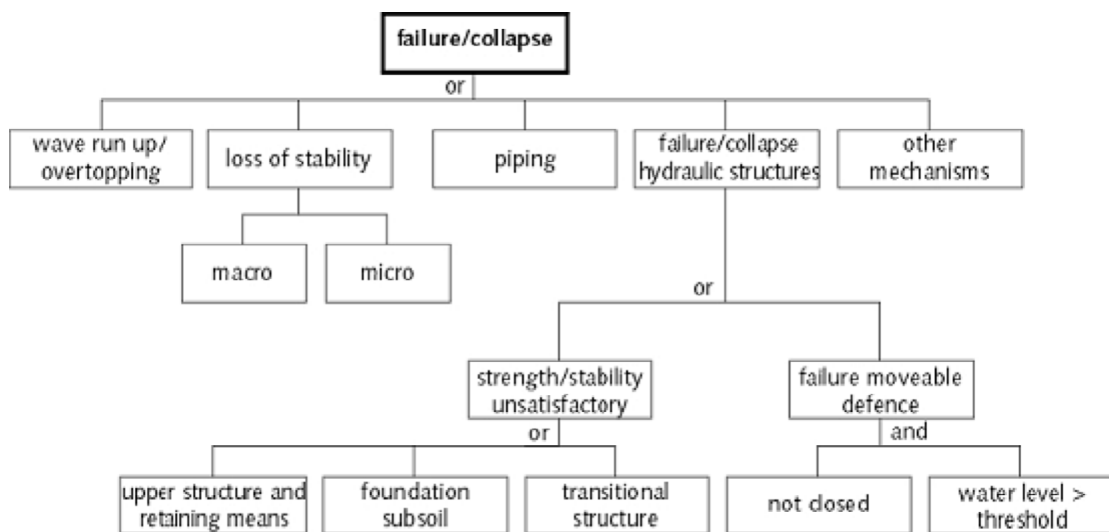 failure/collapse
or
wave run up/
overtopping
loss of stability
piping
failure/collapse
hydraulic structures
other
mechanisms
macro
micro
or
strength/stability
unsatisfactory
failure moveable
defence
or
and
upper structure and
retaining means
foundation
subsoil
transitional
structure
not closed
water level >
threshold